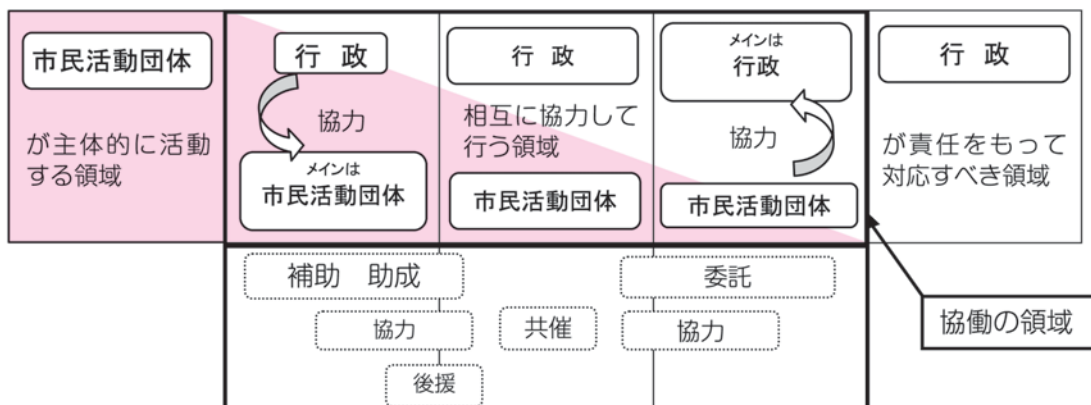 市民活動団体
が主体的に活動
する領域
行 政
協力
メインは
市民活動団体
行 政
相互に協力して
行う領域
市民活動団体
メインは
行政
協力
市民活動団体
行 政
が責任をもって
対応すべき領域
補助 助成
委託
協力
共催
協力
後援
協働の領域